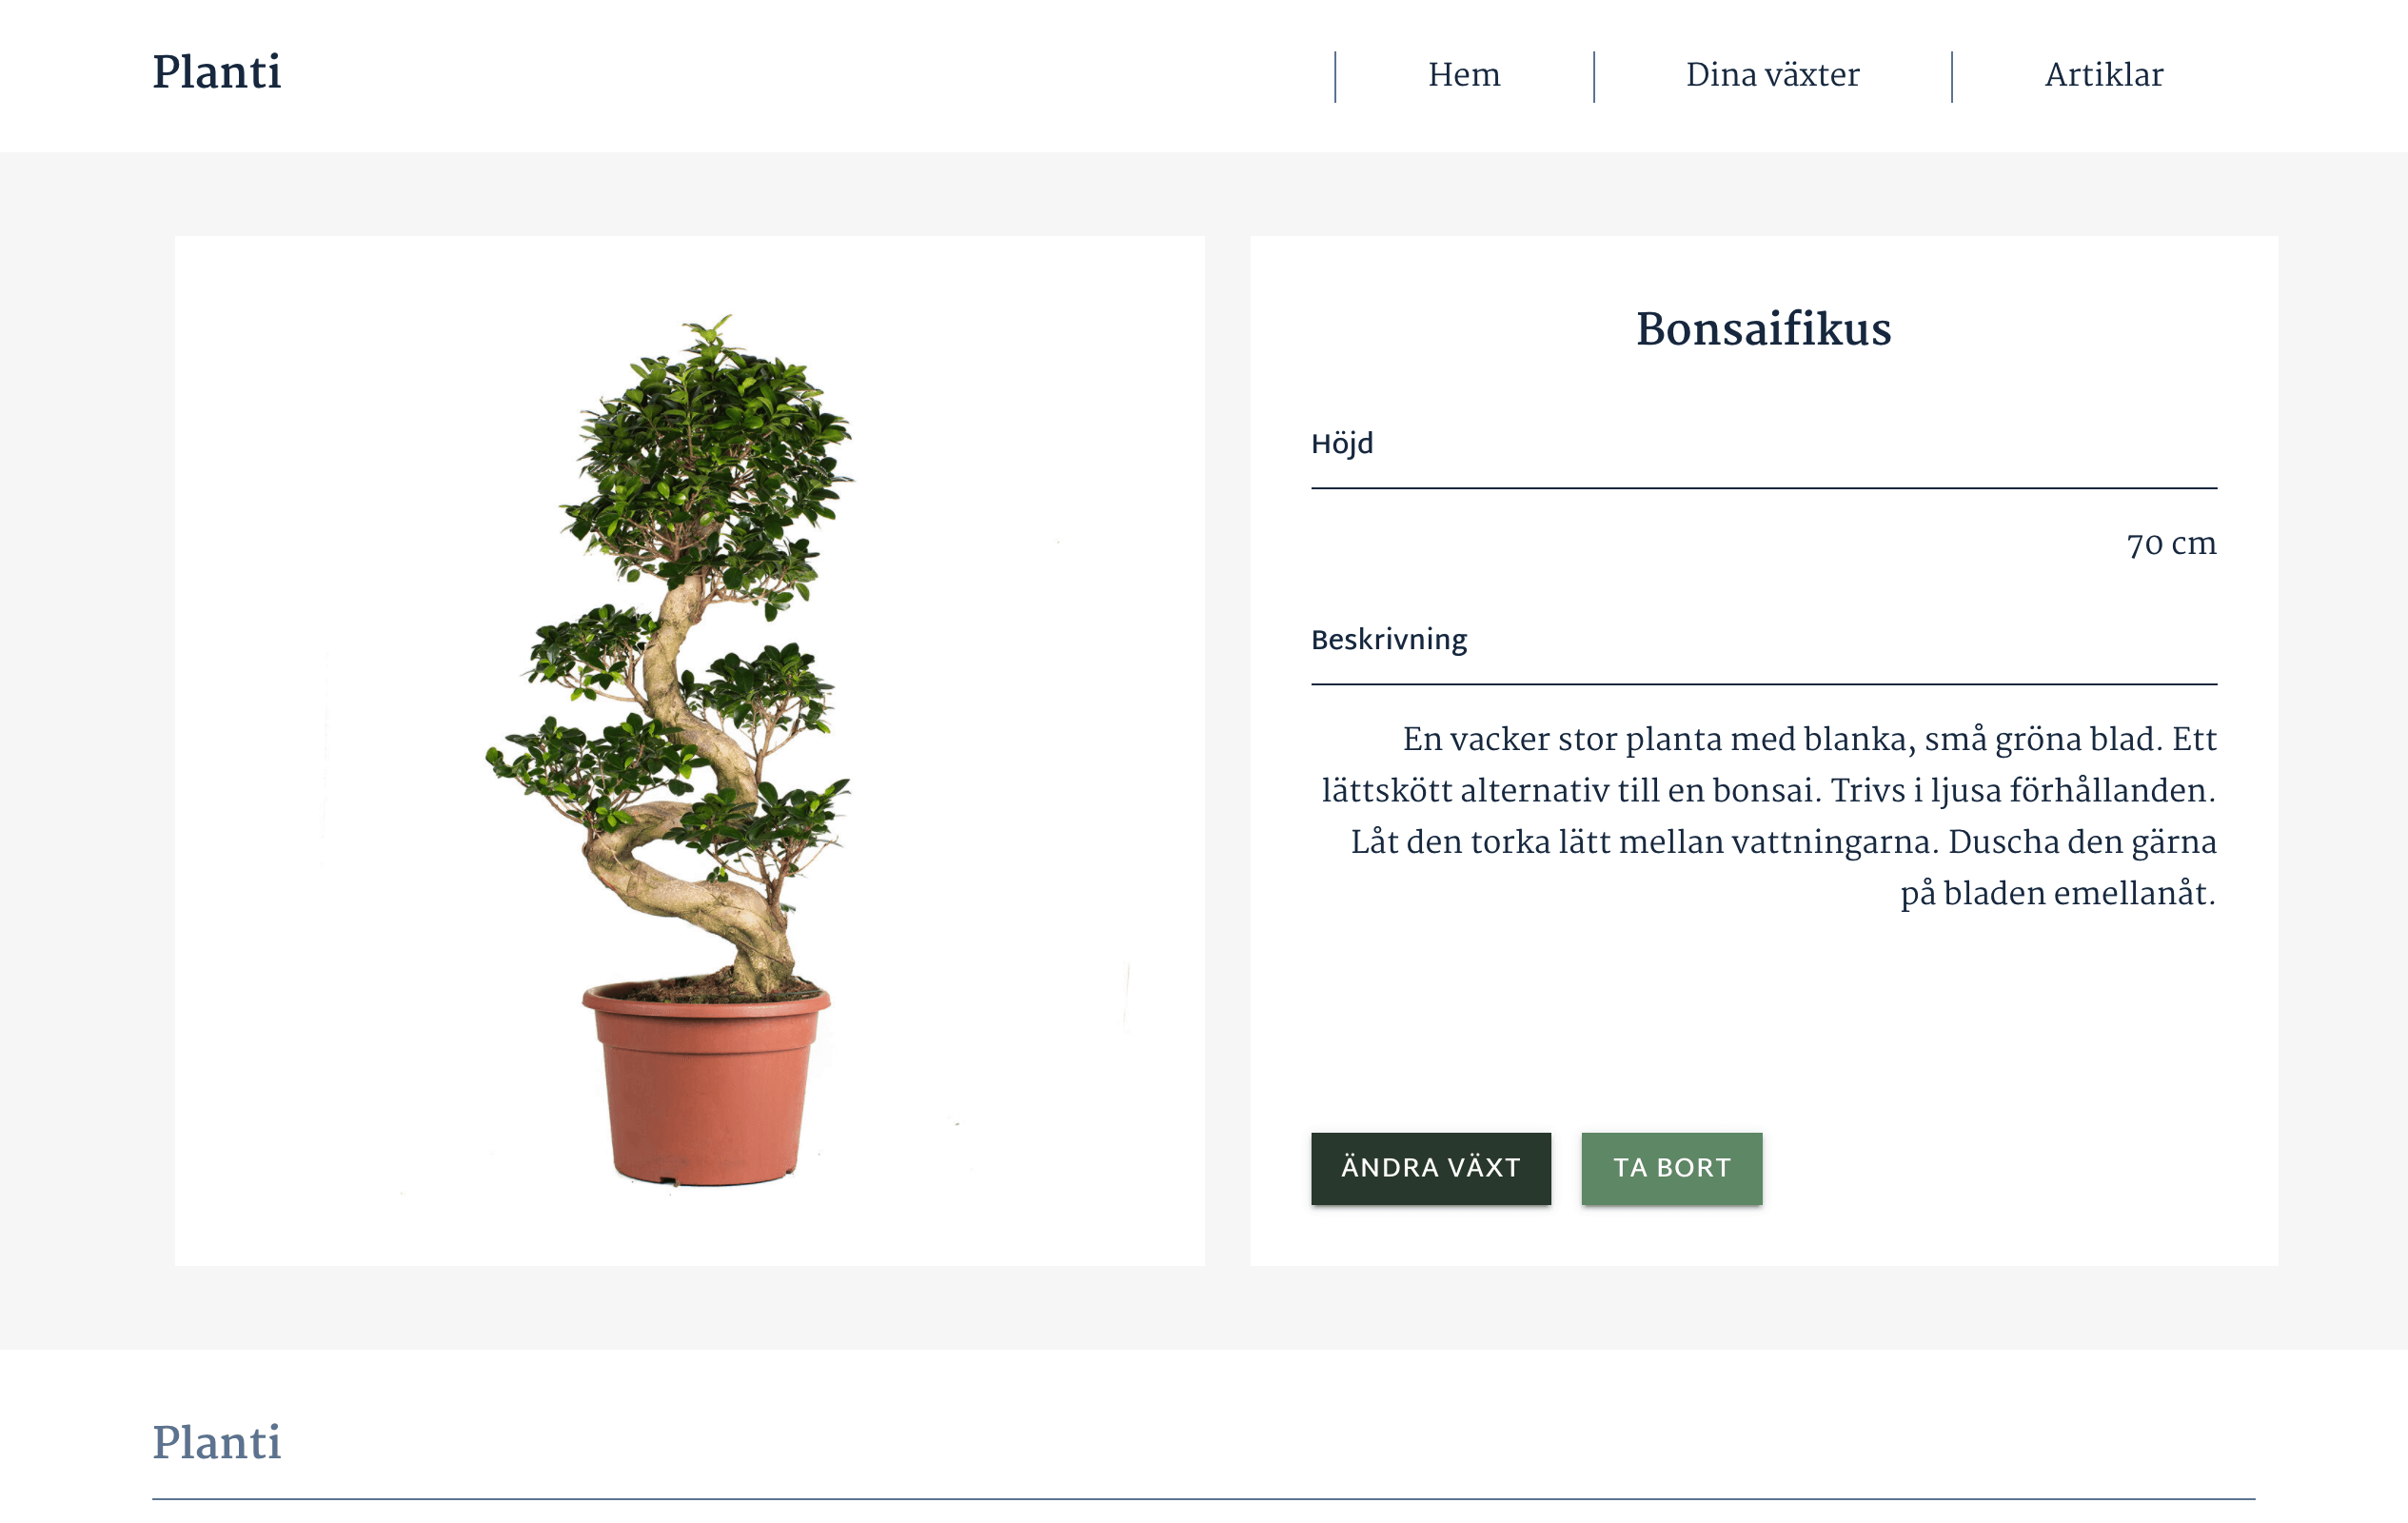 Planti
Hem
Dina växter
Artiklar
Bonsaifikus
Höjd
70 cm
Beskrivning
En vacker stor planta med blanka, små gröna blad. Ett
lättskött alternativ till en bonsai. Trivs i ljusa förhållanden.
Låt den torka lätt mellan vattningarna. Duscha den gärna
på bladen emellanåt.
ÄNDRA VÄXT
TA BORT
Planti